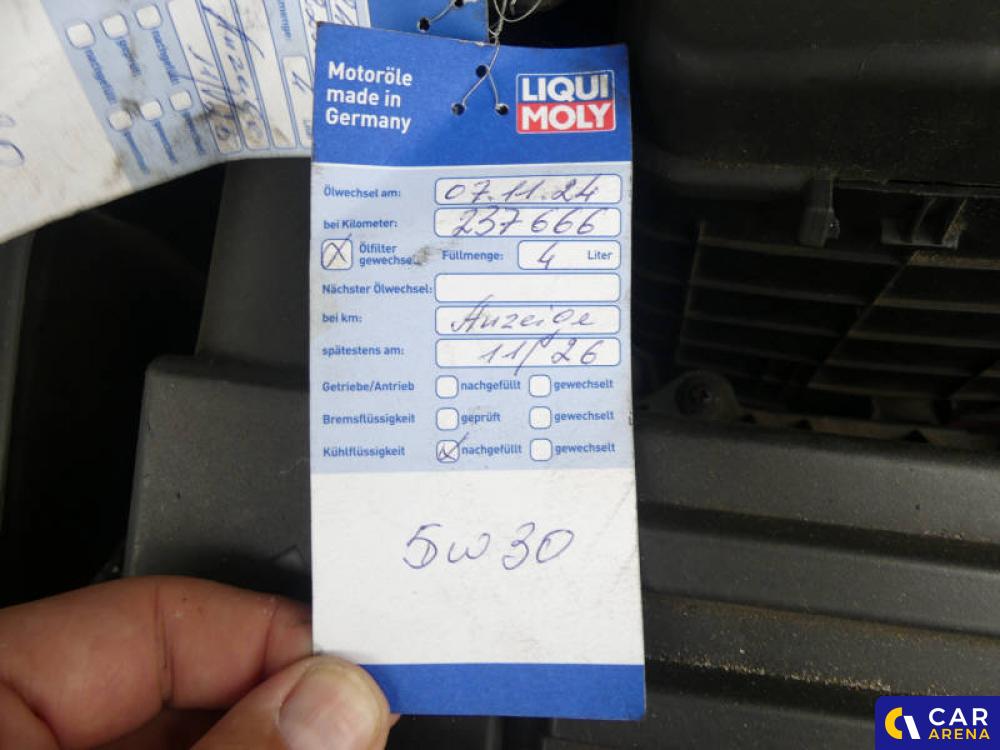 Motoröle
made in
Germany
LIQUI
MOLY
Ölwechsel am: 07.11.24
bei Kilometer: 237666
Ölfilter
gewechselt
Füllmenge: 4 Liter
Nächster Ölwechsel:
bei km: Anzeige
spätestens am: 11/26
Getriebe/Antrieb nachgefüllt gewechselt
Bremsflüssigkeit geprüft gewechselt
Kühlflüssigkeit nachgefüllt gewechselt
5W30
CAR
ARENA